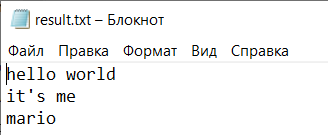 result.txt – Блокнот
Файл Правка Формат Вид Справка
hello world
it's me
mario